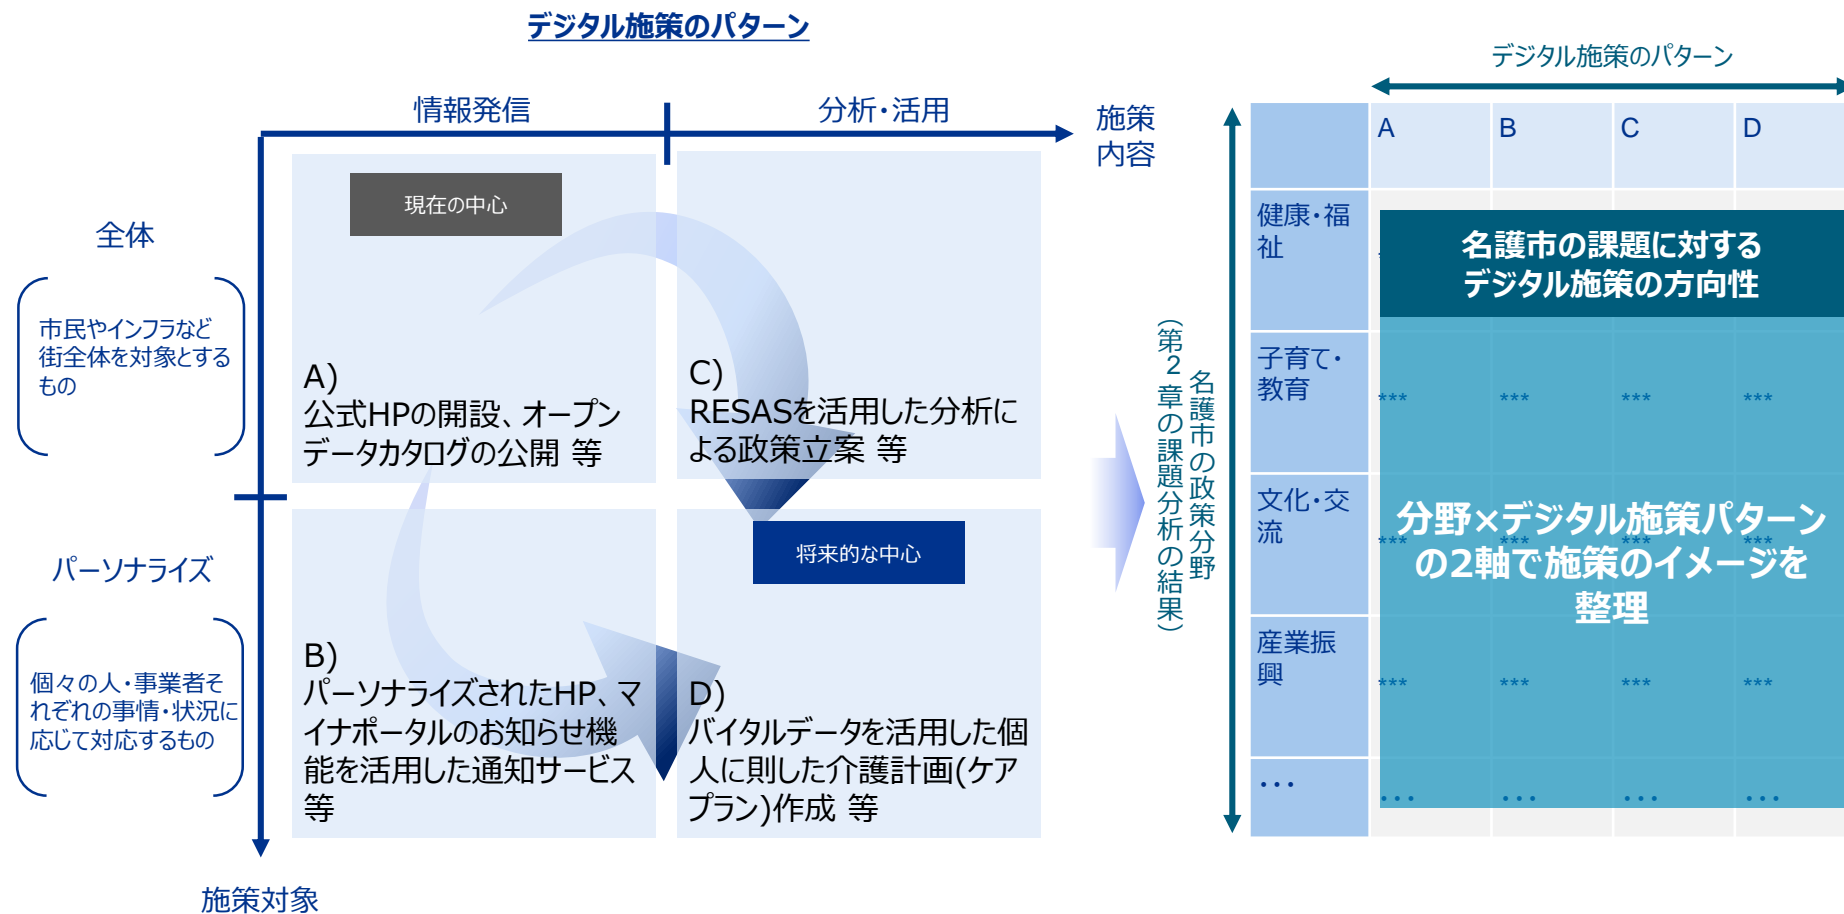 デジタル施策のパターン
情報発信
分析・活用
施策
内容
全体
市民やインフラなど
街全体を対象とする
もの
現在の中心
A)
公式HPの開設、オープン
データカタログの公開 等
C)
RESASを活用した分析に
よる政策立案 等
パーソナライズ
個々の人・事業者そ
れぞれの事情・状況に
応じて対応するもの
B)
パーソナライズされたHP、マ
イナポータルのお知らせ機
能を活用した通知サービス
等
将来的な中心
D)
バイタルデータを活用した個
人に則した介護計画(ケア
プラン)作成 等
施策対象
デジタル施策のパターン
名護市の政策分野
（第2章の課題分析の結果）
A B C D
健康・福
祉
名護市の課題に対する
デジタル施策の方向性
子育て・
教育
*** *** *** ***
文化・交
流
*** *** *** ***
分野×デジタル施策パターン
の2軸で施策のイメージを
整理
産業振
興
*** *** *** ***
・・・
・・・ ・・・ ・・・ ・・・